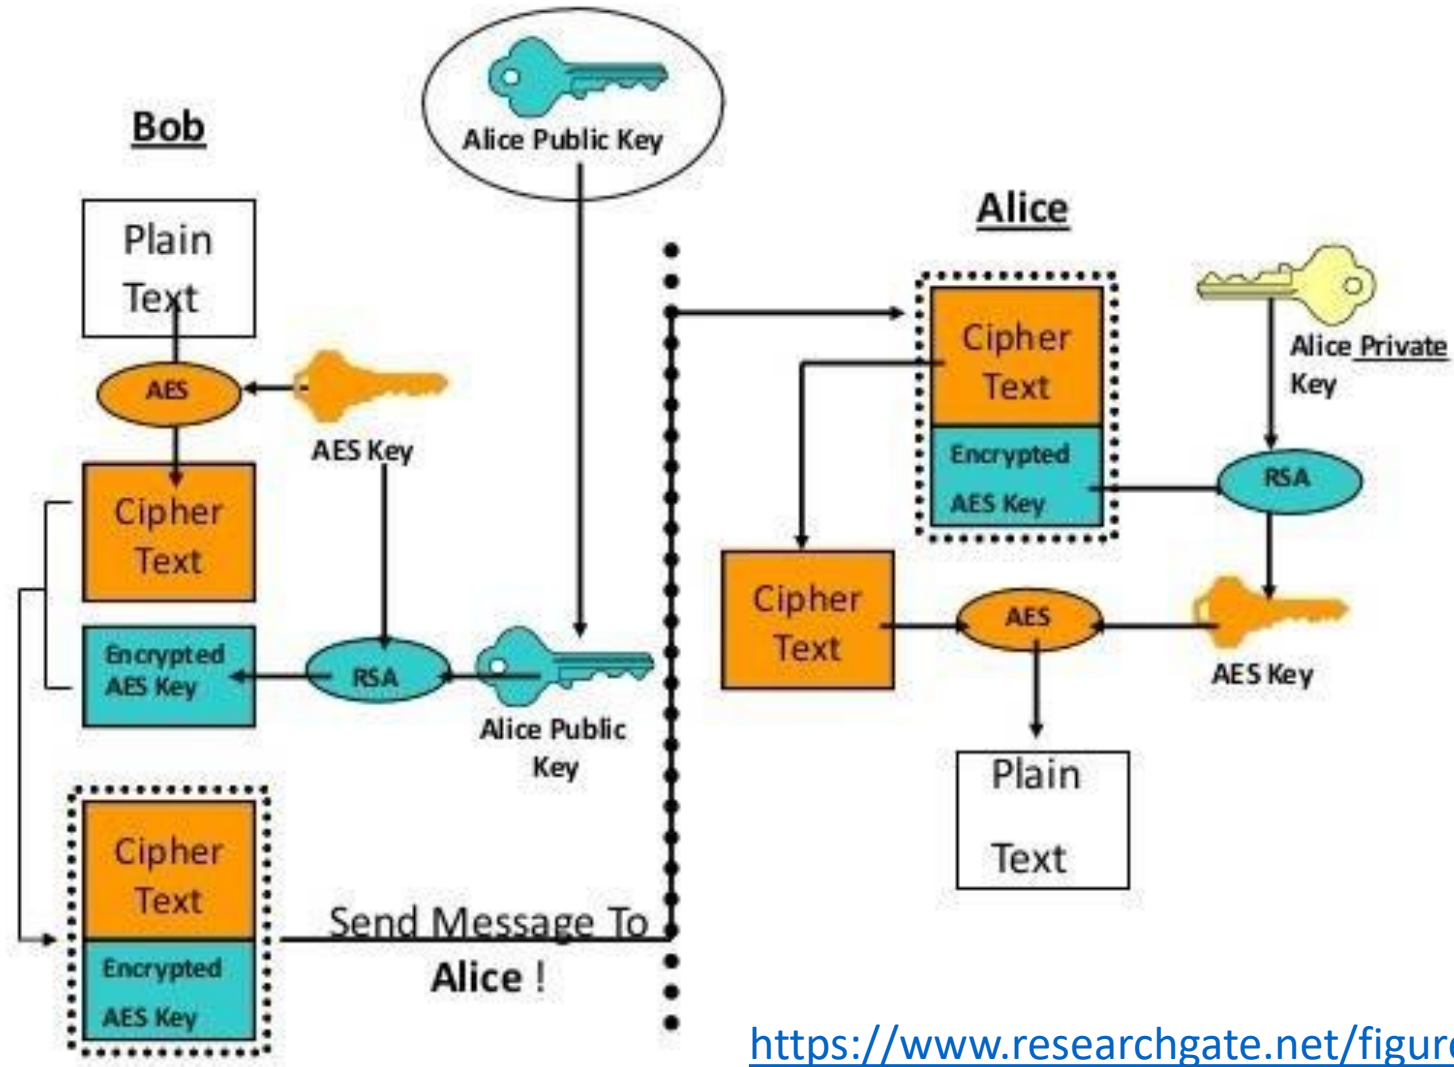 Alice Public Key
Bob
Plain
Text
AES
AES Key
Cipher
Text
Encrypted
AES Key
RSA
Alice Public
Key
Cipher
Text
Encrypted
AES Key
Send Message To
Alice !
Alice
Cipher
Text
Encrypted
AES Key
Alice Private
Key
RSA
Cipher
Text
AES
AES Key
Plain
Text
https://www.researchgate.net/figure